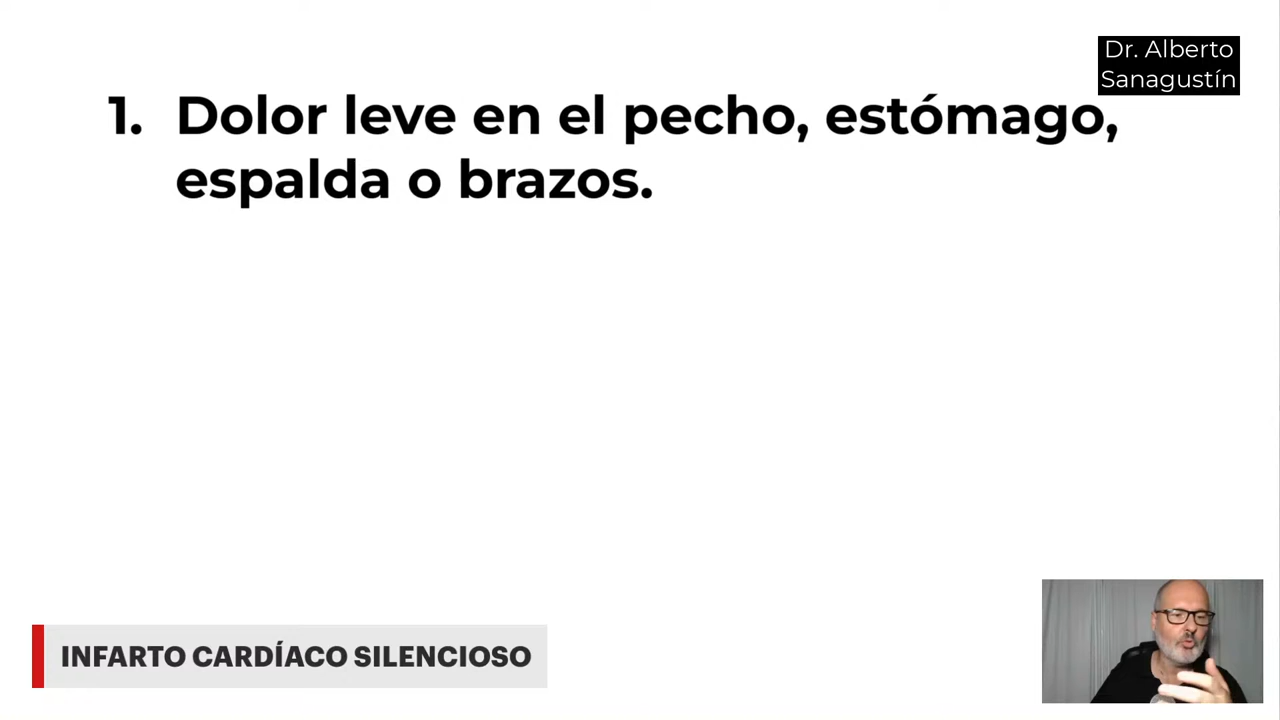 Dr. Alberto
Sanagustín
1. Dolor leve en el pecho, estómago,
espalda o brazos.
INFARTO CARDÍACO SILENCIOSO